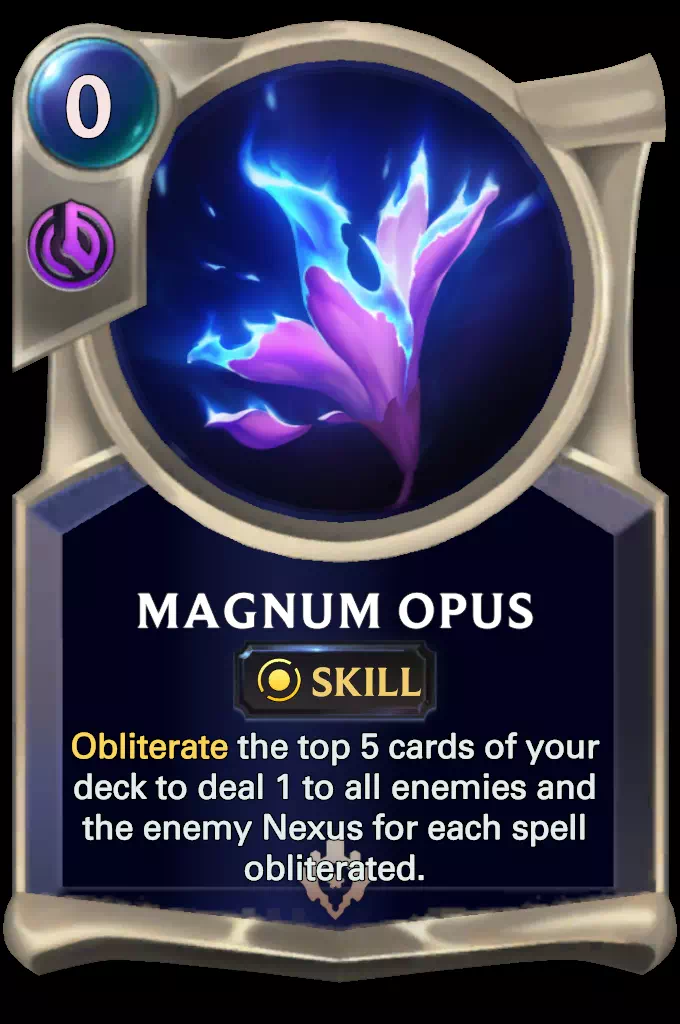 0
MAGNUM OPUS
SKILL
Obliterate the top 5 cards of your
deck to deal 1 to all enemies and
the enemy Nexus for each spell
obliterated.